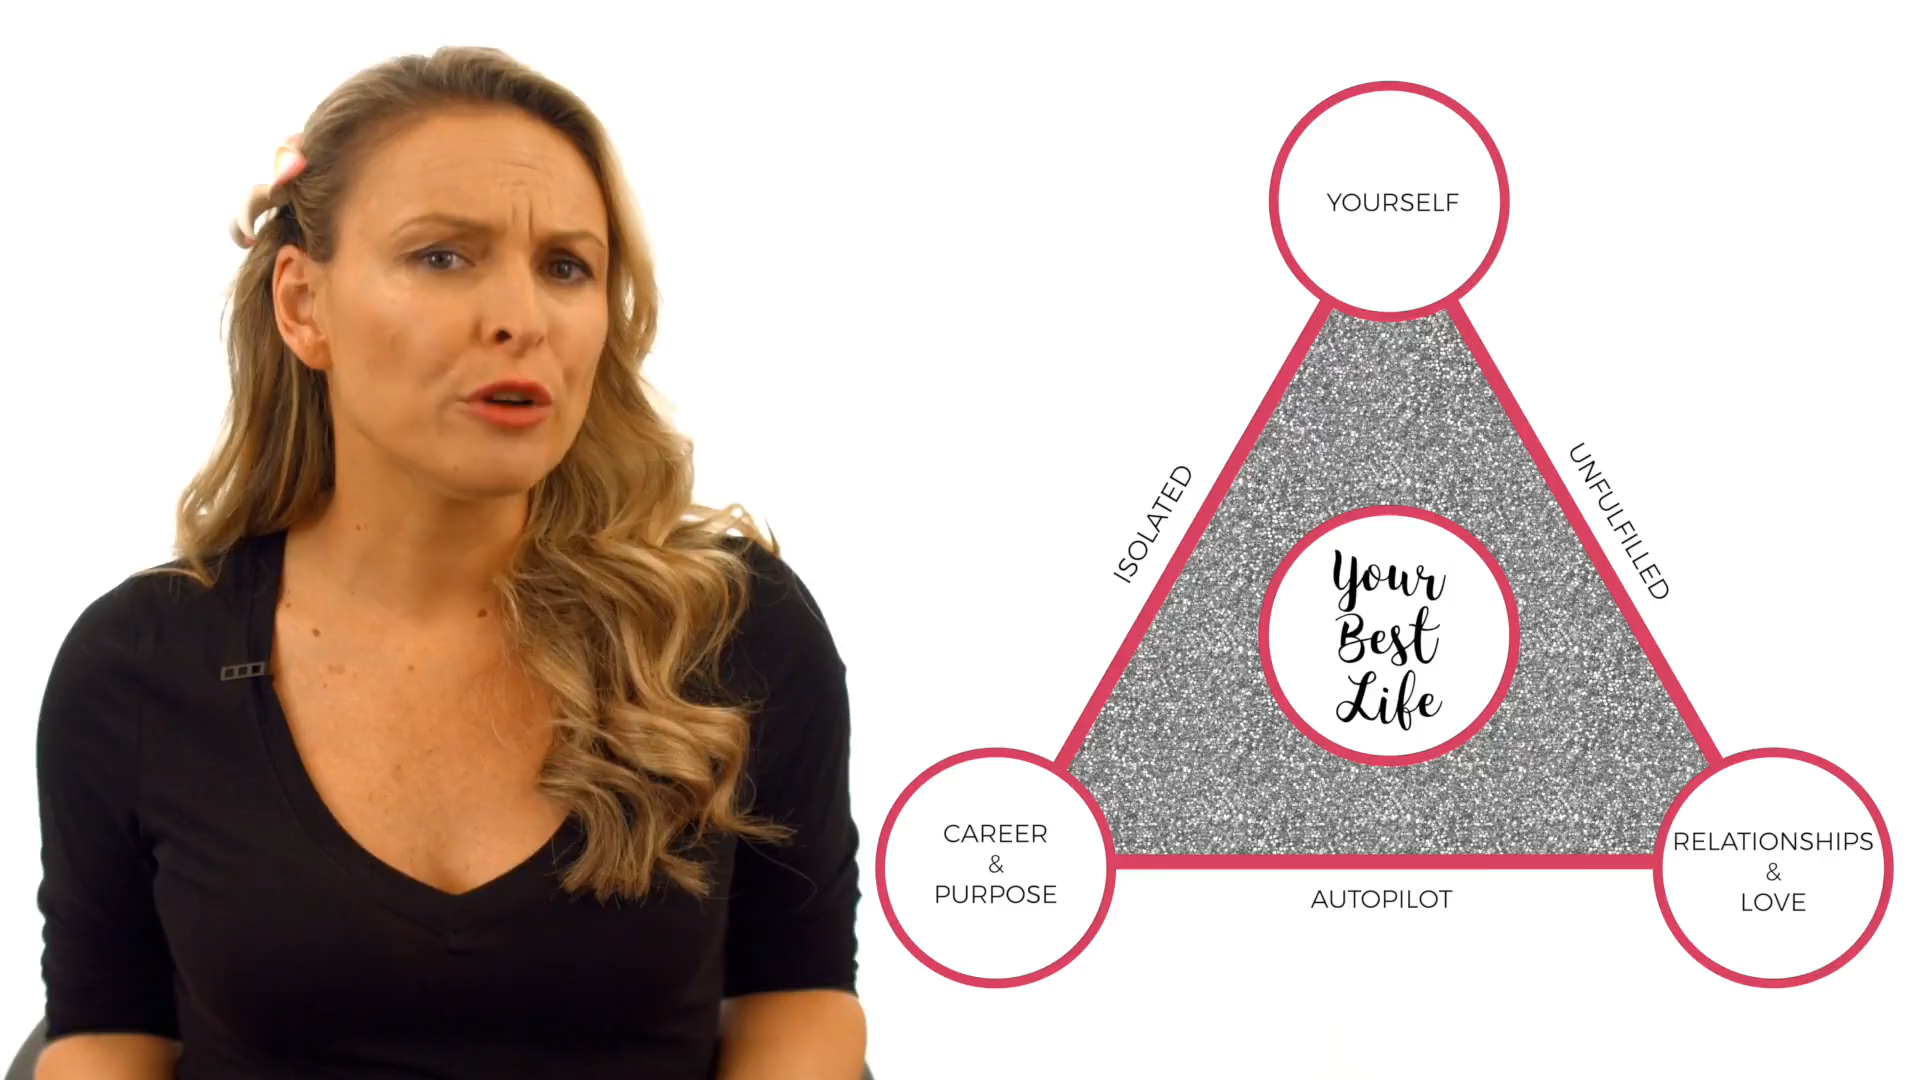 YOURSELF
ISOLATED
UNFULFILLED
Your
Best
Life
CAREER
&
PURPOSE
RELATIONSHIPS
&
LOVE
AUTOPILOT